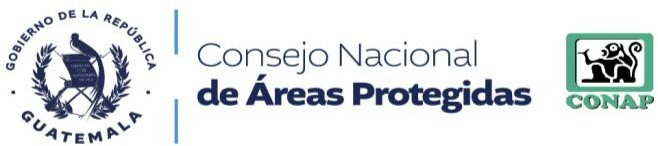 GOBIERNO DE LA REPÚBLICA
GUATEMALA
Consejo Nacional
de Áreas Protegidas
CONAP